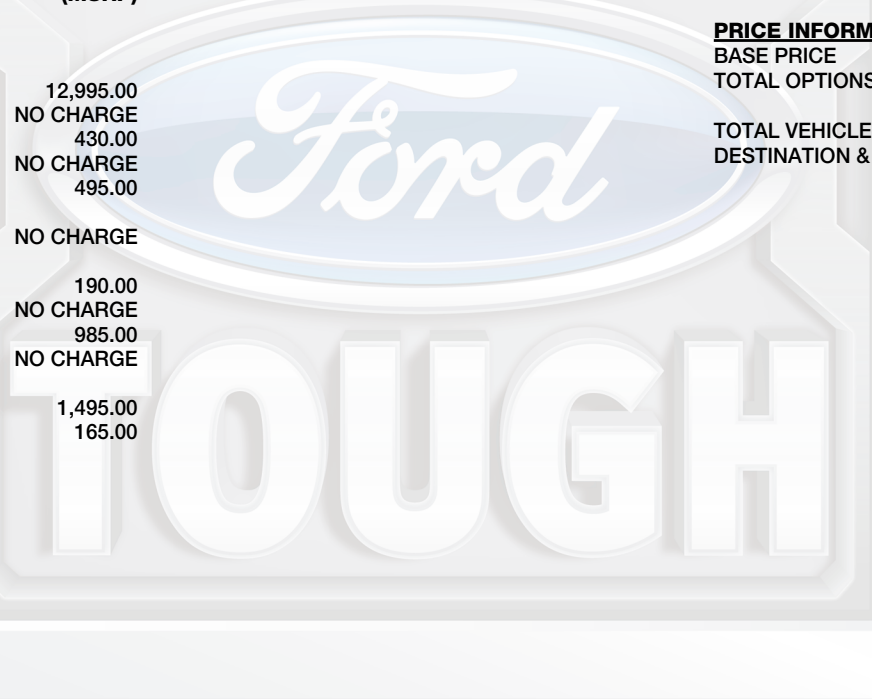 (MSRP)
12,995.00
NO CHARGE
430.00
NO CHARGE
495.00
NO CHARGE
190.00
NO CHARGE
985.00
NO CHARGE
1,495.00
165.00
PRICE INFORM
BASE PRICE
TOTAL OPTIONS
TOTAL VEHICLE
DESTINATION &
Ford
TOUGH